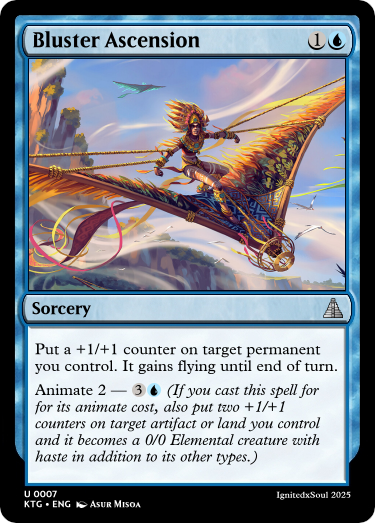 Bluster Ascension 1
Sorcery
Put a +1/+1 counter on target permanent
you control. It gains flying until end of turn.
Animate 2 — 3 (If you cast this spell for
for its animate cost, also put two +1/+1
counters on target artifact or land you control
and it becomes a 0/0 Elemental creature with
haste in addition to its other types.)
U 0007
KTG • ENG Asur Misoa
IgnitedxSoul 2025